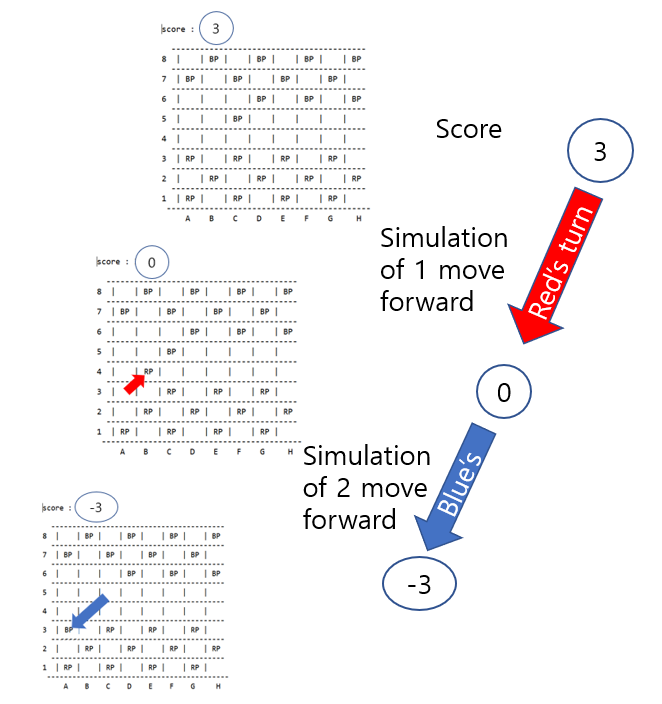 score : 3
8 | | BP | | BP | | BP | | BP
7 | BP | | BP | | BP | | BP |
6 | | | | BP | | BP | | BP
5 | | | BP | | | | |
4 | | | | | | | |
3 | RP | | RP | | RP | | RP |
2 | | RP | | RP | | RP | | RP
1 | RP | | RP | | RP | | RP |
A B C D E F G H
Score
3
Red's turn
Simulation
of 1 move
forward
score : 0
8 | | BP | | BP | | BP | | BP
7 | BP | | BP | | BP | | BP |
6 | | | | BP | | BP | | BP
5 | | | BP | | | | |
4 | | RP | | | | | |
3 | | | RP | | RP | | RP |
2 | | RP | | RP | | RP | | RP
1 | RP | | RP | | RP | | RP |
A B C D E F G H
0
Blue's
Simulation
of 2 move
forward
score : -3
8 | | BP | | BP | | BP | | BP
7 | BP | | BP | | BP | | BP |
6 | | | | BP | | BP | | BP
5 | | | | | | | |
4 | | | | | | | |
3 | BP | | RP | | RP | | RP |
2 | | RP | | RP | | RP | | RP
1 | RP | | RP | | RP | | RP |
A B C D E F G H
-3